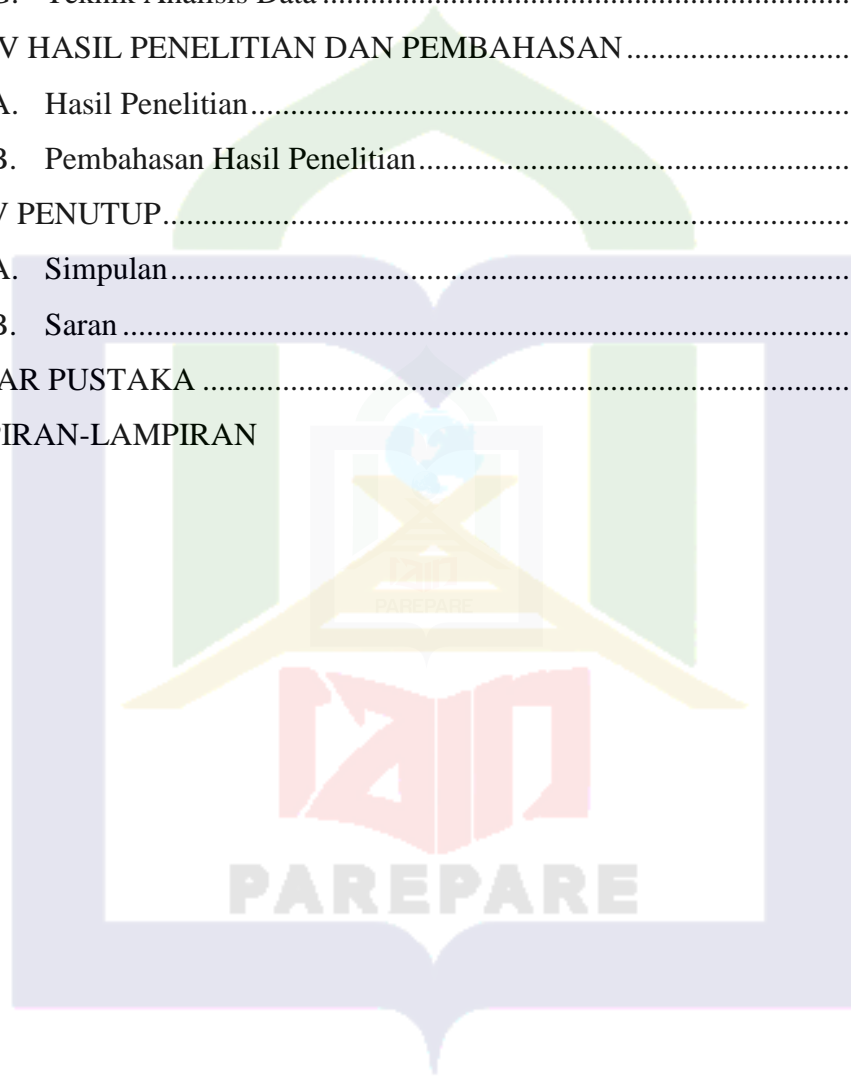 Teknik Analisis Data ....................
V HASIL PENELITIAN DAN PEMBAHASAN ....................
A. Hasil Penelitian ....................
B. Pembahasan Hasil Penelitian ....................
V PENUTUP ....................
A. Simpulan ....................
B. Saran ....................
AR PUSTAKA ....................
PIRAN-LAMPIRAN
PAREPARE
PAREPARE